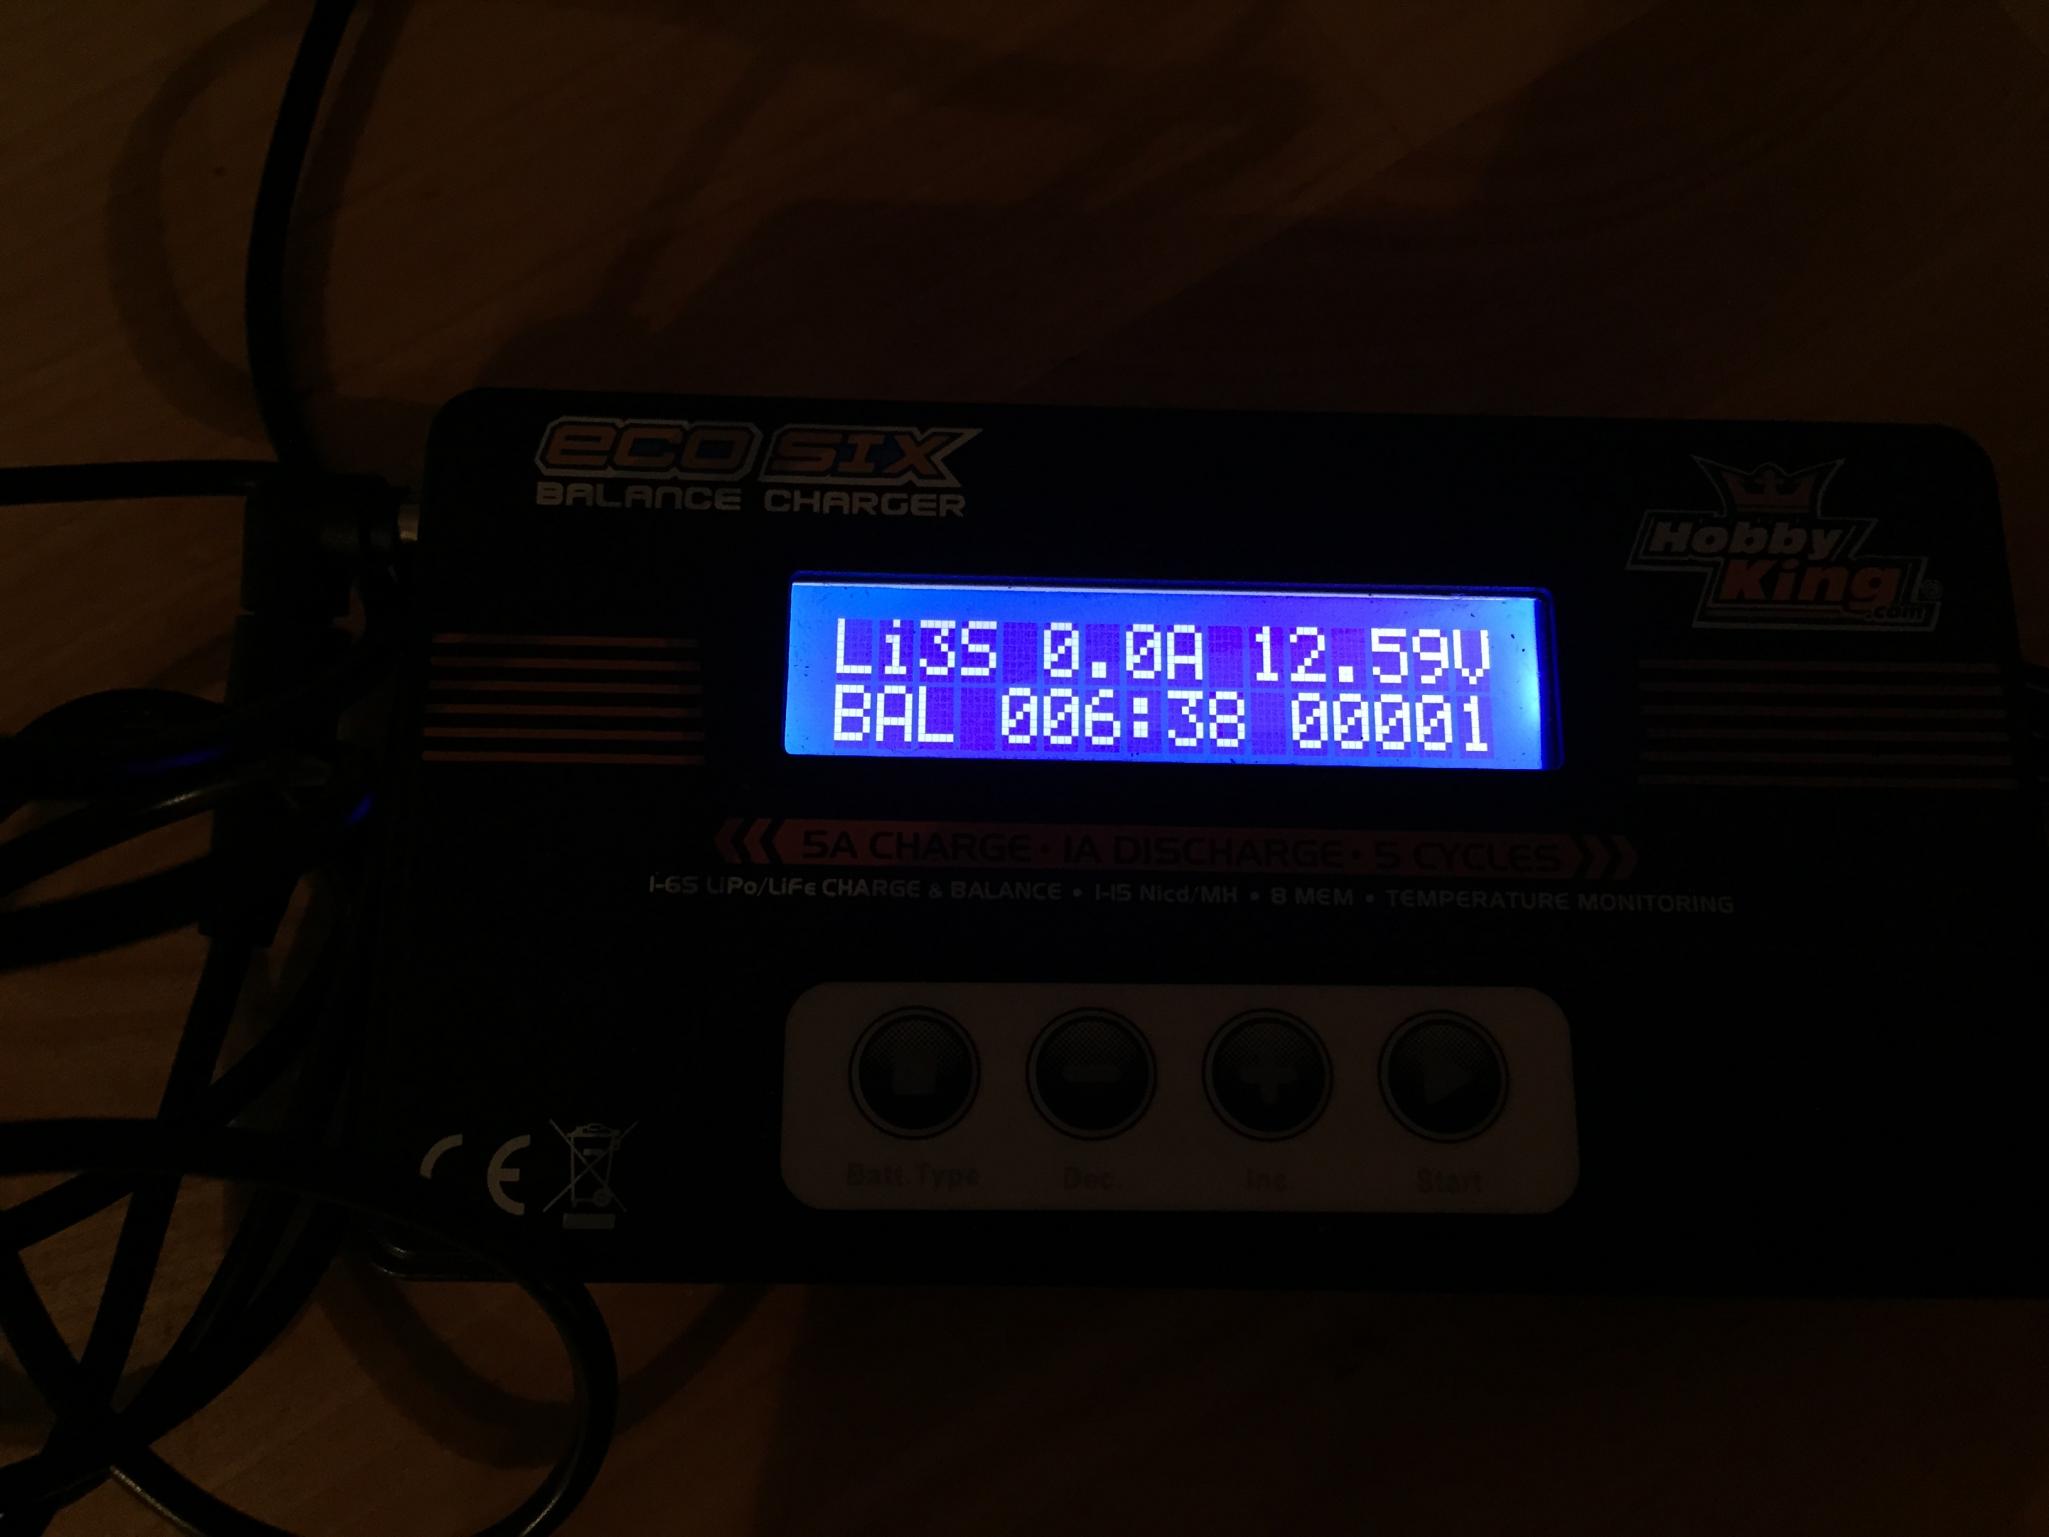 eco SIX
BALANCE CHARGER
Hobby
King
.com
Li3S 0.0A 12.59V
BAL 006:38 00001
5A CHARGE • 1A DISCHARGE • 5 CYCLES
1-6S LiPo/LiFe CHARGE & BALANCE • 1-15 Nicd/MH • 8 MEM • TEMPERATURE MONITORING
Batt.Type Dec. Inc. Start
CE